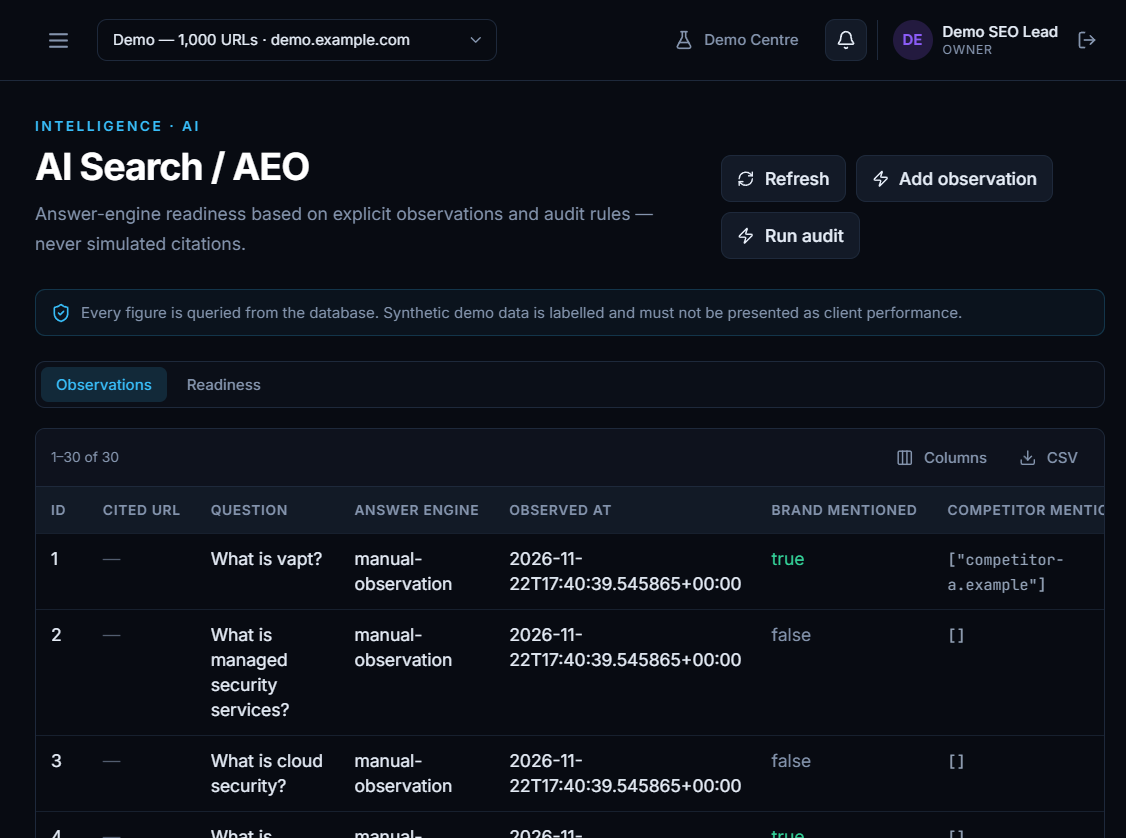 Demo — 1,000 URLs · demo.example.com
Demo Centre
DE
Demo SEO Lead
OWNER
INTELLIGENCE · AI
AI Search / AEO
Answer-engine readiness based on explicit observations and audit rules —
never simulated citations.
Refresh
Add observation
Run audit
Every figure is queried from the database. Synthetic demo data is labelled and must not be presented as client performance.
Observations
Readiness
1–30 of 30
Columns
CSV
ID CITED URL QUESTION ANSWER ENGINE OBSERVED AT BRAND MENTIONED COMPETITOR MENTIC
1 — What is vapt? manual- 2026-11- true ["competitor-
observation 22T17:40:39.545865+00:00 a.example"]
2 — What is manual- 2026-11- false []
managed observation 22T17:40:39.545865+00:00
security
services?
3 — What is cloud manual- 2026-11- false []
security? observation 22T17:40:39.545865+00:00
4 — What is manual- 2026-11- true []